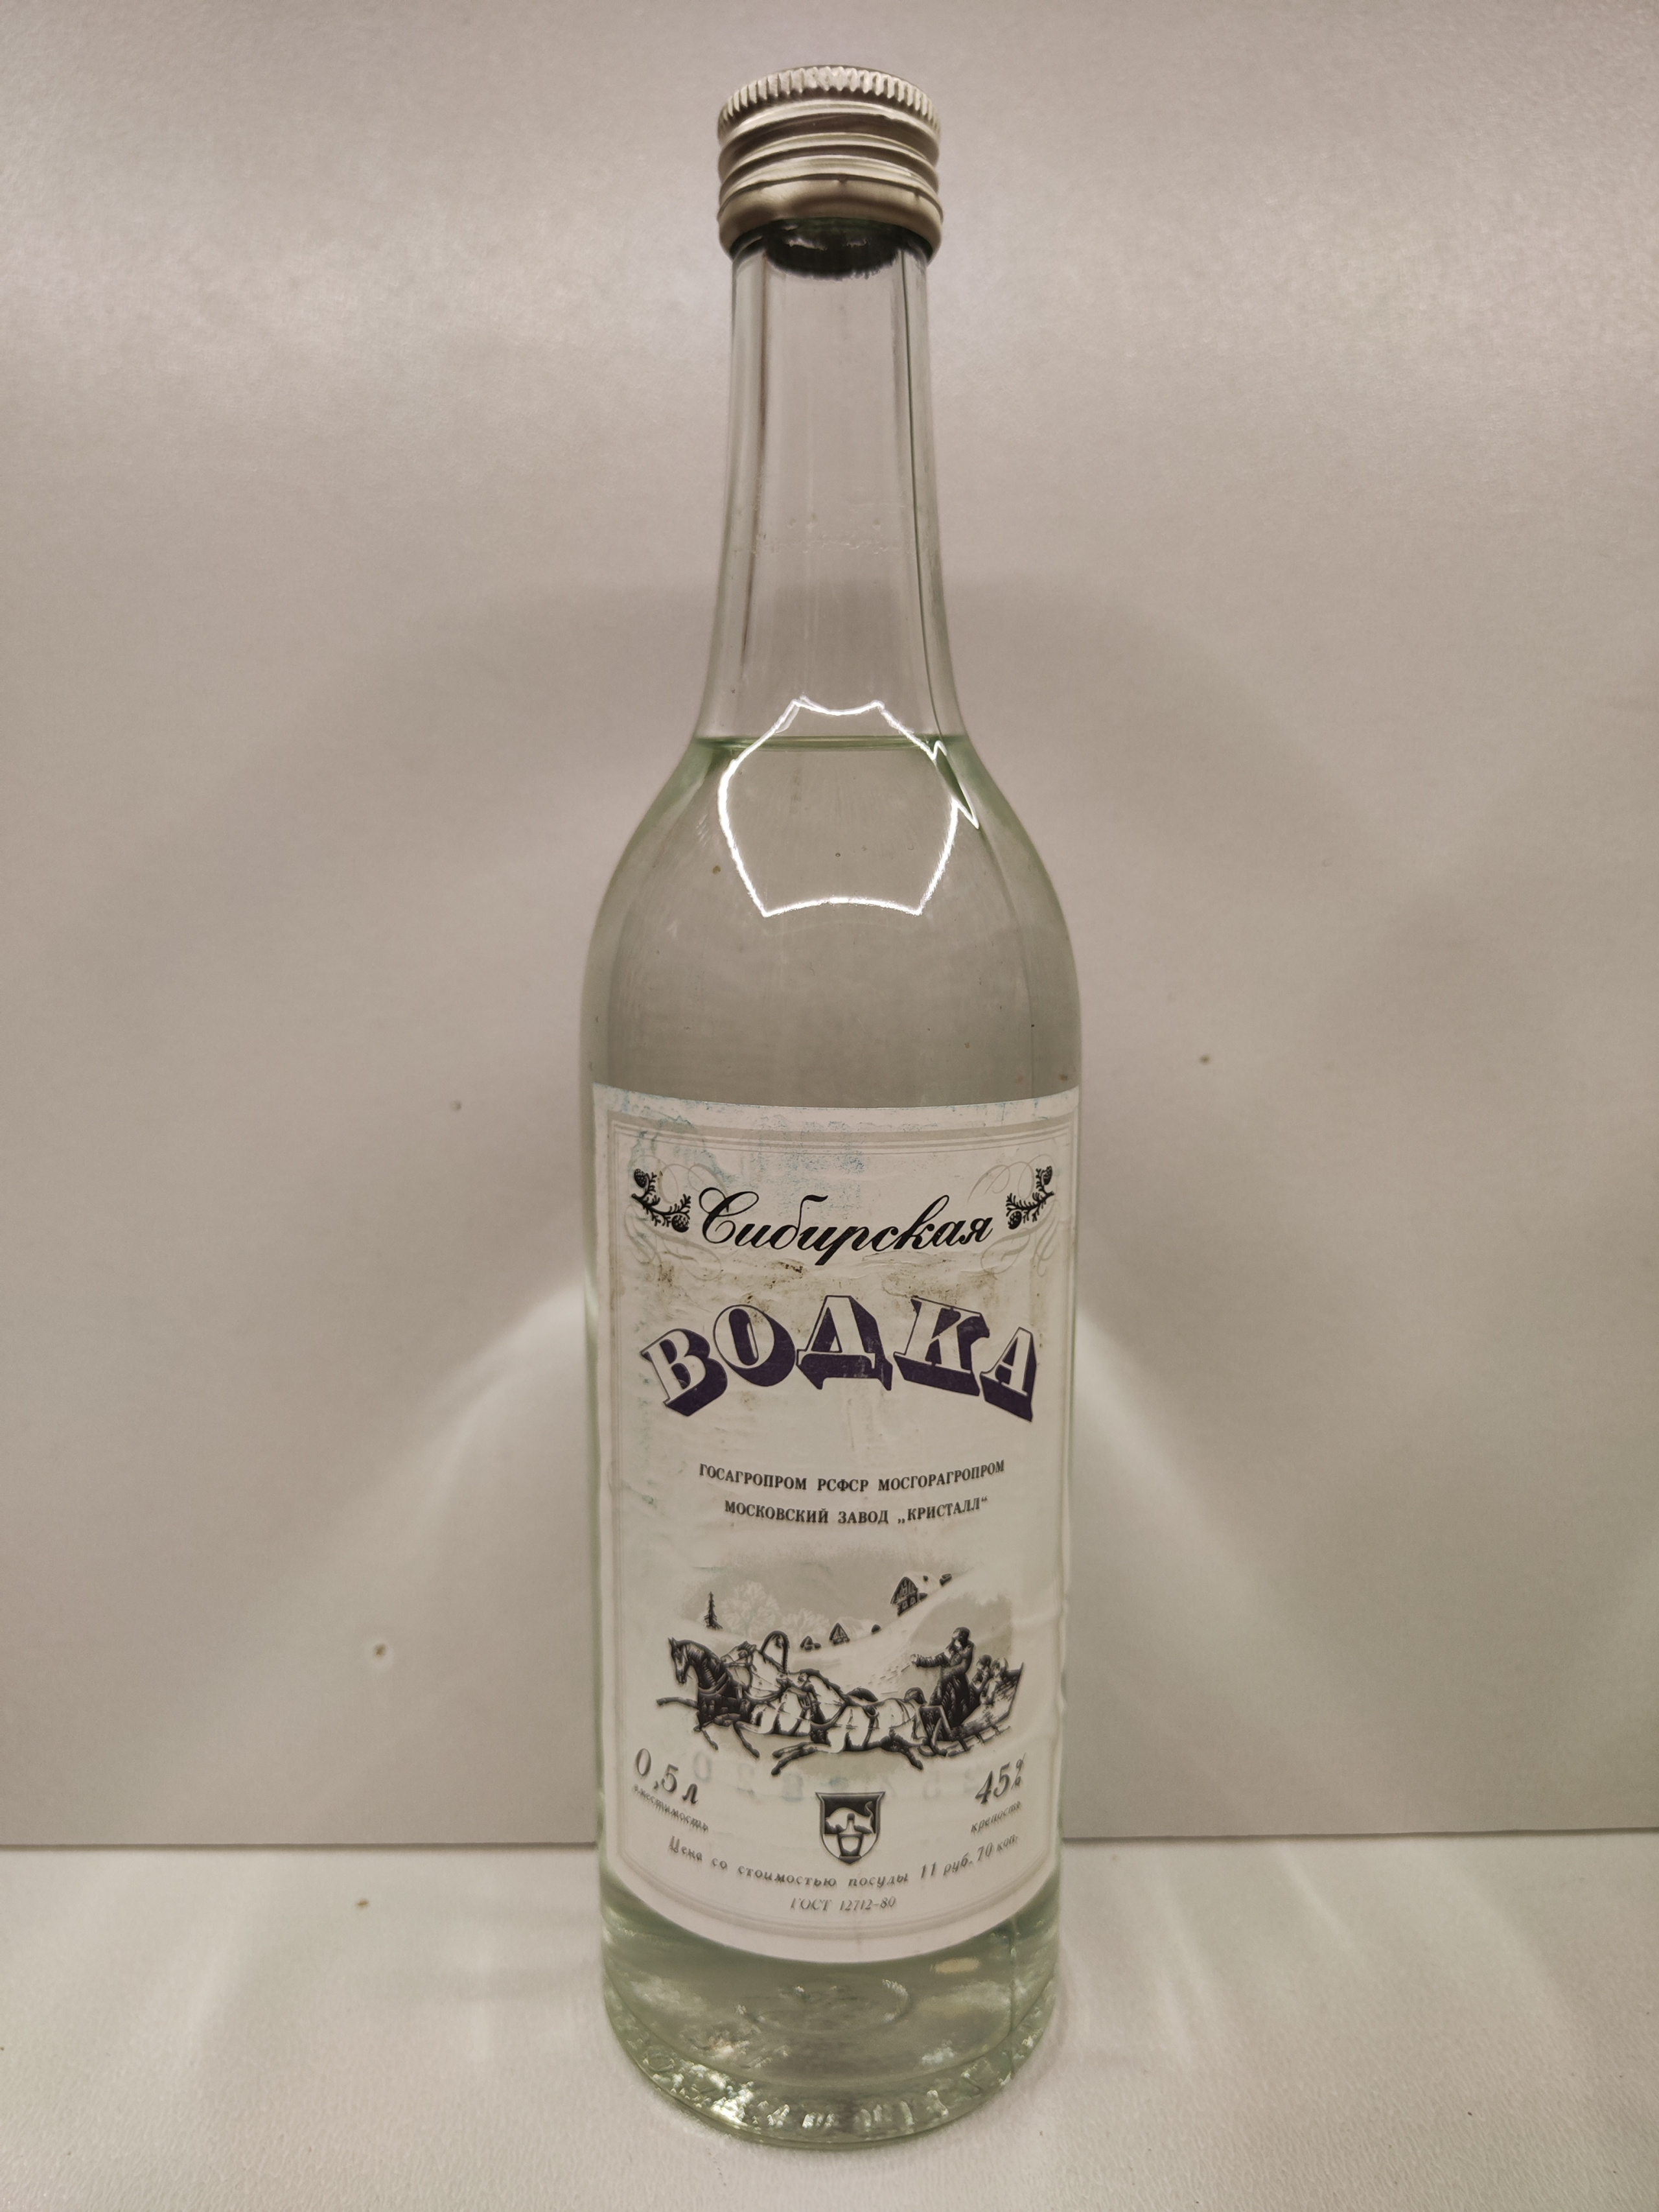 Сибирская
ВОДКА
ГОСАГРОПРОМ РСФСР МОСГОРАГРОПРОМ
МОСКОВСКИЙ ЗАВОД „КРИСТАЛЛ“
0,5 л 45%
вместимость крепость
Цена со стоимостью посуды 11 руб. 70 коп.
ГОСТ 12712-80